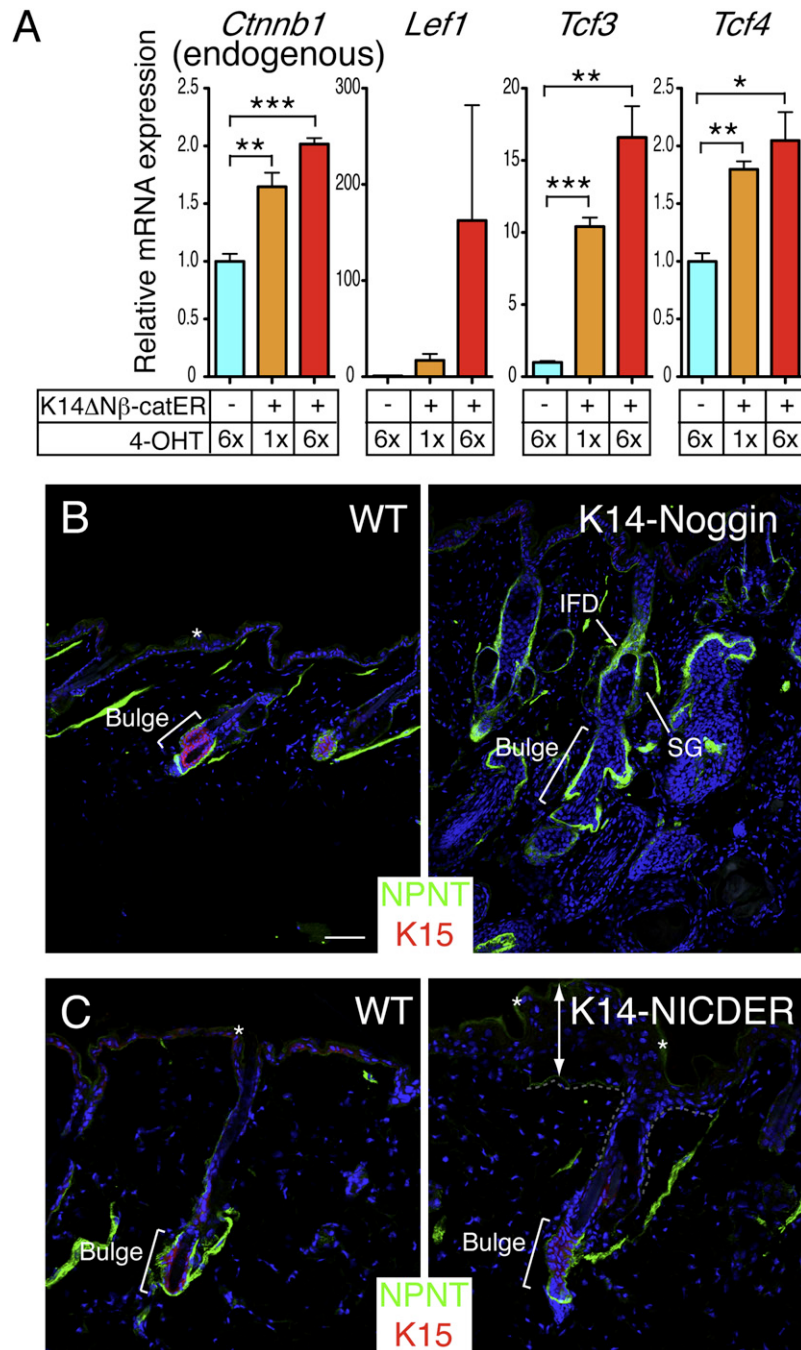 A
Ctnnb1
(endogenous)
Lef1
Tcf3
Tcf4
Relative mRNA expression
2.5
2.0
1.5
1.0
0.5
0
***
**
300
200
100
0
20
15
10
5
0
**
***
2.5
2.0
1.5
1.0
0.5
0
*
**
K14ΔNβ-catER - + + - + + - + + - + +
4-OHT 6x 1x 6x 6x 1x 6x 6x 1x 6x 6x 1x 6x
B WT
*
Bulge
K14-Noggin
IFD
Bulge
SG
NPNT
K15
C WT
*
Bulge
K14-NICDER
*
*
Bulge
NPNT
K15